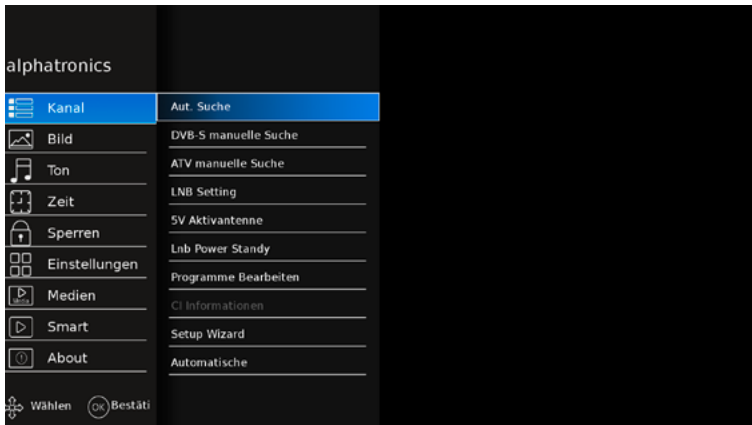 alphatronics
Kanal
Bild
Ton
Zeit
Sperren
Einstellungen
Medien
Smart
About
Wählen OK Bestäti
Aut. Suche
DVB-S manuelle Suche
ATV manuelle Suche
LNB Setting
5V Aktivantenne
Lnb Power Standy
Programme Bearbeiten
CI Informationen
Setup Wizard
Automatische